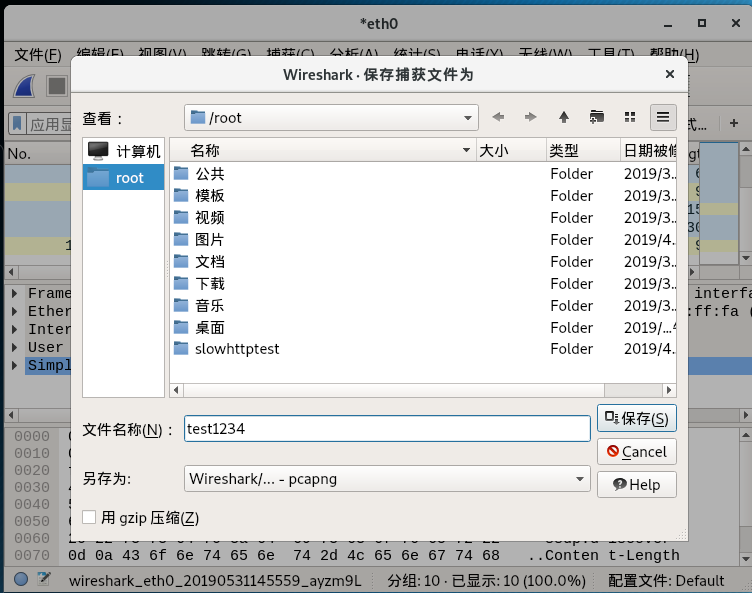 *eth0
文件(F) 编辑(E) 视图(V) 跳转(G) 捕获(C) 分析(A) 统计(S) 电话(Y) 无线(W) 工具(T) 帮助(H)
Wireshark · 保存捕获文件为
查看：
/root
应用显
No.
计算机
root
名称 大小 类型 日期被修
公共 Folder 2019/3...
模板 Folder 2019/3...
视频 Folder 2019/3...
图片 Folder 2019/4...
文档 Folder 2019/3...
下载 Folder 2019/3...
音乐 Folder 2019/3...
桌面 Folder 2019/...
slowhttptest Folder 2019/4...
Frame
interfa
Ether
:ff:fa (
Inter
User
Simpl
文件名称(N)：
test1234
保存(S)
Cancel
另存为:
Wireshark/... - pcapng
Help
用 gzip 压缩(Z)
0000
0010
0020
0030
0040
0050
0060
0070 0d 0a 43 6f 6e 74 65 6e 74 2d 4c 65 6e 67 74 68 ..Conten t-Length
wireshark_eth0_20190531145559_ayzm9L
分组: 10 · 已显示: 10 (100.0%)
配置文件: Default